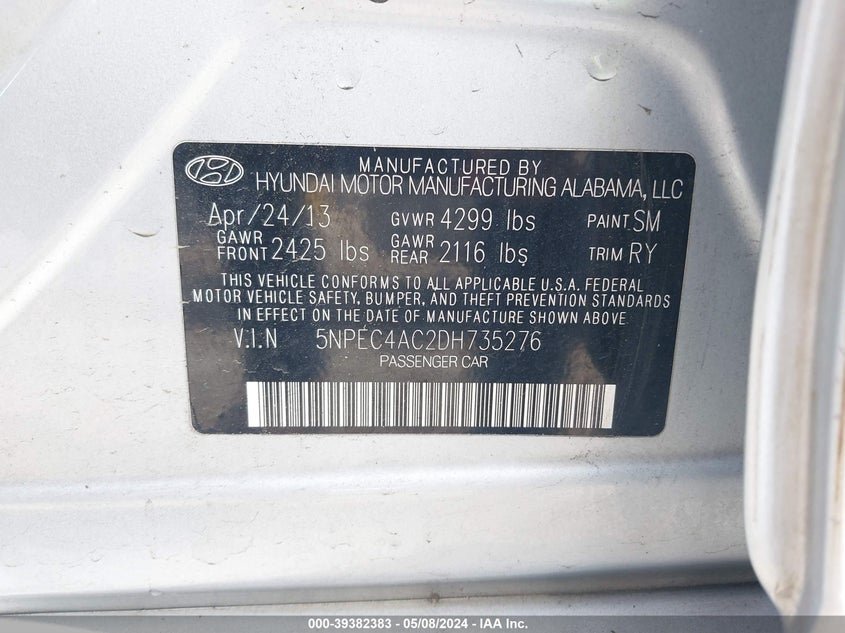 MANUFACTURED BY
HYUNDAI MOTOR MANUFACTURING ALABAMA, LLC
Apr/24/13 GVWR 4299 lbs PAINT SM
GAWR FRONT 2425 lbs GAWR REAR 2116 lbs TRIM RY
THIS VEHICLE CONFORMS TO ALL APPLICABLE U.S.A. FEDERAL
MOTOR VEHICLE SAFETY, BUMPER, AND THEFT PREVENTION STANDARDS
IN EFFECT ON THE DATE OF MANUFACTURE SHOWN ABOVE.
V.I.N 5NPEC4AC2DH735276
PASSENGER CAR
000-39382383 - 05/08/2024 - IAA Inc.